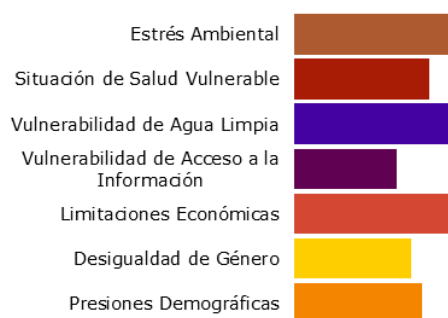 Estrés Ambiental
Situación de Salud Vulnerable
Vulnerabilidad de Agua Limpia
Vulnerabilidad de Acceso a la
Información
Limitaciones Económicas
Desigualdad de Género
Presiones Demográficas